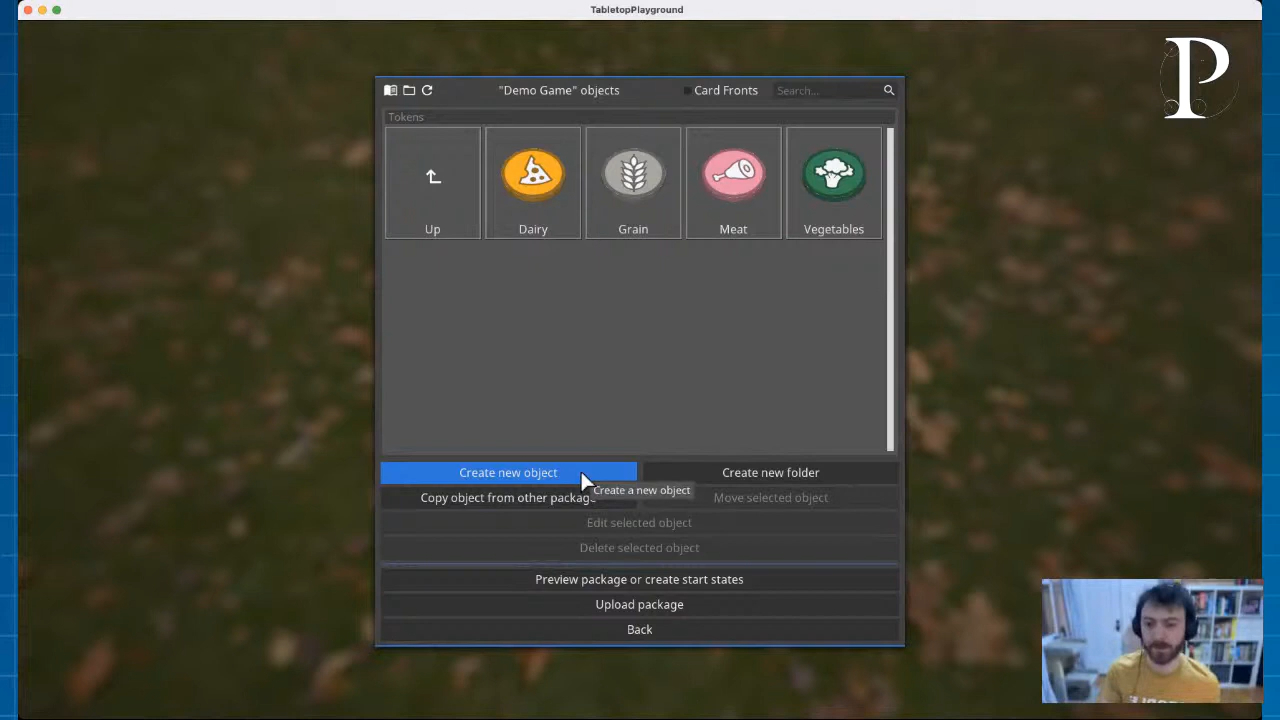 TabletopPlayground
P
"Demo Game" objects
Card Fronts
Search...
Tokens
Up
Dairy
Grain
Meat
Vegetables
Create new object
Create new folder
Create a new object
Copy object from other package
Move selected object
Edit selected object
Delete selected object
Preview package or create start states
Upload package
Back